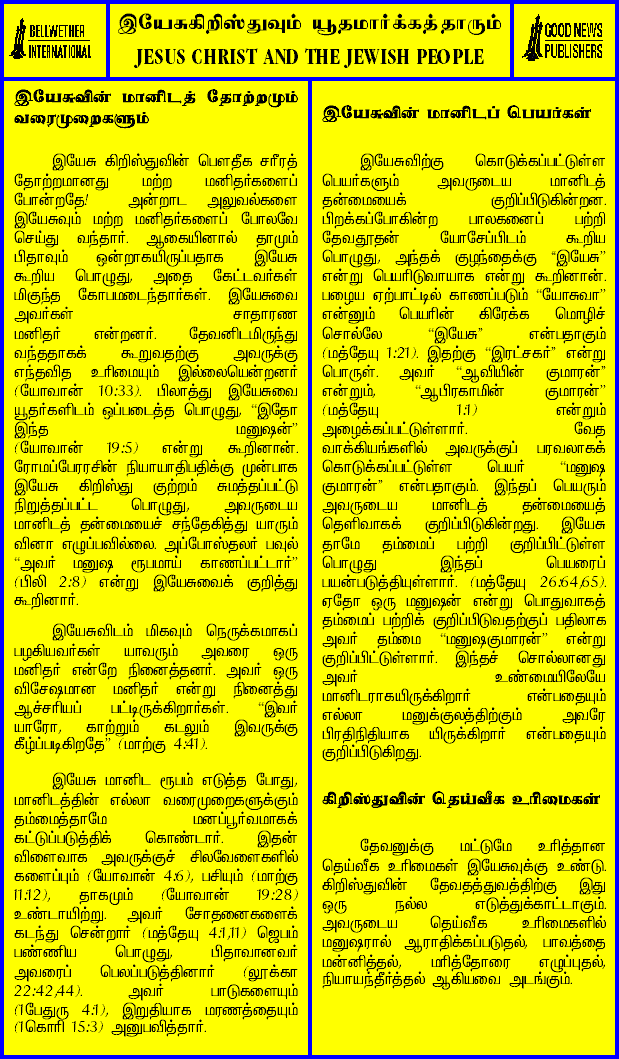 BELLWETHER
INTERNATIONAL
இயேசுகிறிஸ்துவும் யூதமார்க்கத்தாரும்
JESUS CHRIST AND THE JEWISH PEOPLE
GOOD NEWS
PUBLISHERS
இயேசுவின் மானிடத் தோற்றமும்
வரைமுறைகளும்
இயேசு கிறிஸ்துவின் பௌதீக சரீரத்
தோற்றமானது மற்ற மனிதர்களைப்
போன்றதே! அன்றாட அலுவல்களை
இயேசுவும் மற்ற மனிதர்களைப் போலவே
செய்து வந்தார். ஆகையினால் தாமும்
பிதாவும் ஒன்றாகயிருப்பதாக இயேசு
கூறிய பொழுது, அதை கேட்டவர்கள்
மிகுந்த கோபமடைந்தார்கள். இயேசுவை
அவர்கள் சாதாரண
மனிதர் என்றனர். தேவனிடமிருந்து
வந்ததாகக் கூறுவதற்கு அவருக்கு
எந்தவித உரிமையும் இல்லையென்றனர்
(யோவான் 10:33). பிலாத்து இயேசுவை
யூதர்களிடம் ஒப்படைத்த பொழுது, “இதோ
இந்த மனுஷன்”
(யோவான் 19:5) என்று கூறினான்.
ரோமப்பேரரசின் நியாயாதிபதிக்கு முன்பாக
இயேசு கிறிஸ்து குற்றம் சுமத்தப்பட்டு
நிறுத்தப்பட்ட பொழுது, அவருடைய
மானிடத் தன்மையைச் சந்தேகித்து யாரும்
வினா எழுப்பவில்லை. அப்போஸ்தலர் பவுல்
“அவர் மனுஷ ரூபமாய் காணப்பட்டார்”
(பிலி 2:8) என்று இயேசுவைக் குறித்து
கூறினார்.
இயேசுவிடம் மிகவும் நெருக்கமாகப்
பழகியவர்கள் யாவரும் அவரை ஒரு
மனிதர் என்றே நினைத்தனர். அவர் ஒரு
விசேஷமான மனிதர் என்று நினைத்து
ஆச்சரியப் பட்டிருக்கிறார்கள். “இவர்
யாரோ, காற்றும் கடலும் இவருக்கு
கீழ்ப்படிகிறதே” (மாற்கு 4:41).
இயேசு மானிட ரூபம் எடுத்த போது,
மானிடத்தின் எல்லா வரைமுறைகளுக்கும்
தம்மைத்தாமே மனப்பூர்வமாகக்
கட்டுப்படுத்திக் கொண்டார். இதன்
விளைவாக அவருக்குச் சிலவேளைகளில்
களைப்பும் (யோவான் 4:6), பசியும் (மாற்கு
11:12), தாகமும் (யோவான் 19:28)
உண்டாயிற்று. அவர் சோதனைகளைக்
கடந்து சென்றார் (மத்தேயு 4:1,11) ஜெபம்
பண்ணிய பொழுது, பிதாவானவர்
அவரைப் பெலப்படுத்தினார் (லூக்கா
22:42,44). அவர் பாடுகளையும்
(1பேதுரு 4:1), இறுதியாக மரணத்தையும்
(1கொரி 15:3) அனுபவித்தார்.
இயேசுவின் மானிடப் பெயர்கள்
இயேசுவிற்கு கொடுக்கப்பட்டுள்ள
பெயர்களும் அவருடைய மானிடத்
தன்மையைக் குறிப்பிடுகின்றன.
பிறக்கப்போகின்ற பாலகனைப் பற்றி
தேவதூதன் யோசேப்பிடம் கூறிய
பொழுது, அந்தக் குழந்தைக்கு “இயேசு”
என்று பெயரிடுவாயாக என்று கூறினான்.
பழைய ஏற்பாட்டில் காணப்படும் “யோசுவா”
என்னும் பெயரின் கிரேக்க மொழிச்
சொல்லே “இயேசு” என்பதாகும்
(மத்தேயு 1:21). இதற்கு “இரட்சகர்” என்று
பொருள். அவர் “ஆவியின் குமாரன்”
என்றும், “ஆபிரகாமின் குமாரன்”
(மத்தேயு 1:1) என்றும்
அழைக்கப்பட்டுள்ளார். வேத
வாக்கியங்களில் அவருக்குப் பரவலாகக்
கொடுக்கப்பட்டுள்ள பெயர் “மனுஷ
குமாரன்” என்பதாகும். இந்தப் பெயரும்
அவருடைய மானிடத் தன்மையைத்
தெளிவாகக் குறிப்பிடுகின்றது. இயேசு
தாமே தம்மைப் பற்றி குறிப்பிட்டுள்ள
பொழுது இந்தப் பெயரைப்
பயன்படுத்தியுள்ளார். (மத்தேயு 26:64,65).
ஏதோ ஒரு மனுஷன் என்று பொதுவாகத்
தம்மைப் பற்றிக் குறிப்பிடுவதற்குப் பதிலாக
அவர் தம்மை “மனுஷகுமாரன்” என்று
குறிப்பிட்டுள்ளார். இந்தச் சொல்லானது
அவர் உண்மையிலேயே
மானிடராகயிருக்கிறார் என்பதையும்
எல்லா மனுக்குலத்திற்கும் அவரே
பிரதிநிதியாக யிருக்கிறார் என்பதையும்
குறிப்பிடுகிறது.
கிறிஸ்துவின் தெய்வீக உரிமைகள்
தேவனுக்கு மட்டுமே உரித்தான
தெய்வீக உரிமைகள் இயேசுவுக்கு உண்டு.
கிறிஸ்துவின் தேவதத்துவத்திற்கு இது
ஒரு நல்ல எடுத்துக்காட்டாகும்.
அவருடைய தெய்வீக உரிமைகளில்
மனுஷரால் ஆராதிக்கப்படுதல், பாவத்தை
மன்னித்தல், மரித்தோரை எழுப்புதல்,
நியாயந்தீர்த்தல் ஆகியவை அடங்கும்.